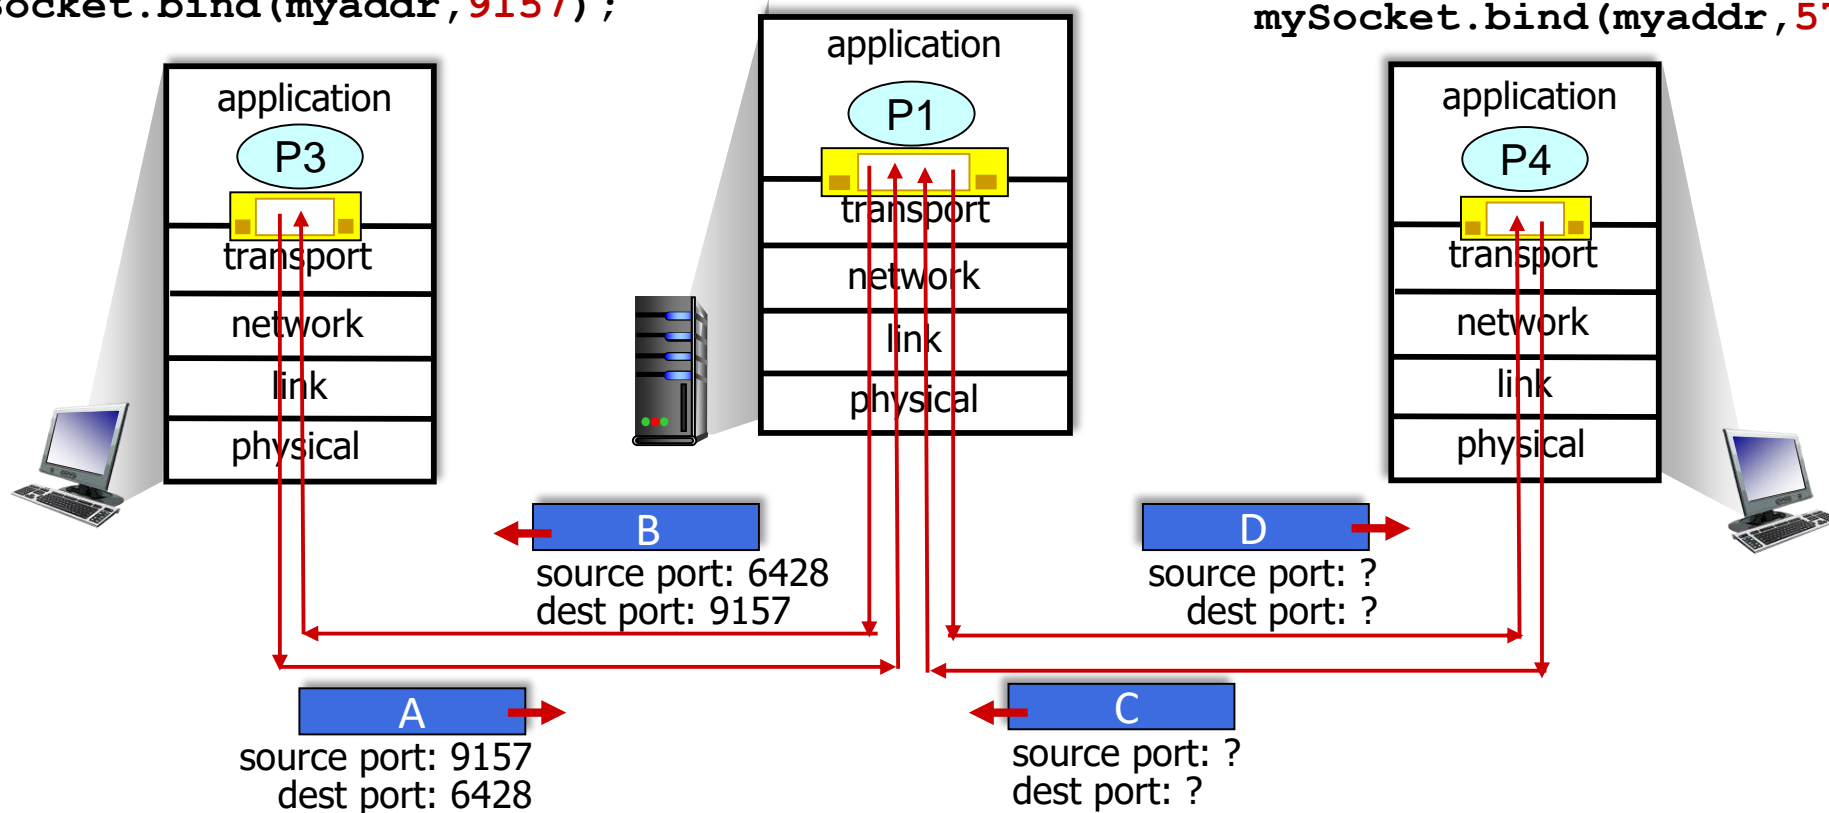 ocket.bind(myaddr,9157);
mySocket.bind(myaddr,57
application
P3
transport
network
link
physical
application
P1
transport
network
link
physical
application
P4
transport
network
link
physical
B
source port: 6428
dest port: 9157
D
source port: ?
dest port: ?
A
source port: 9157
dest port: 6428
C
source port: ?
dest port: ?